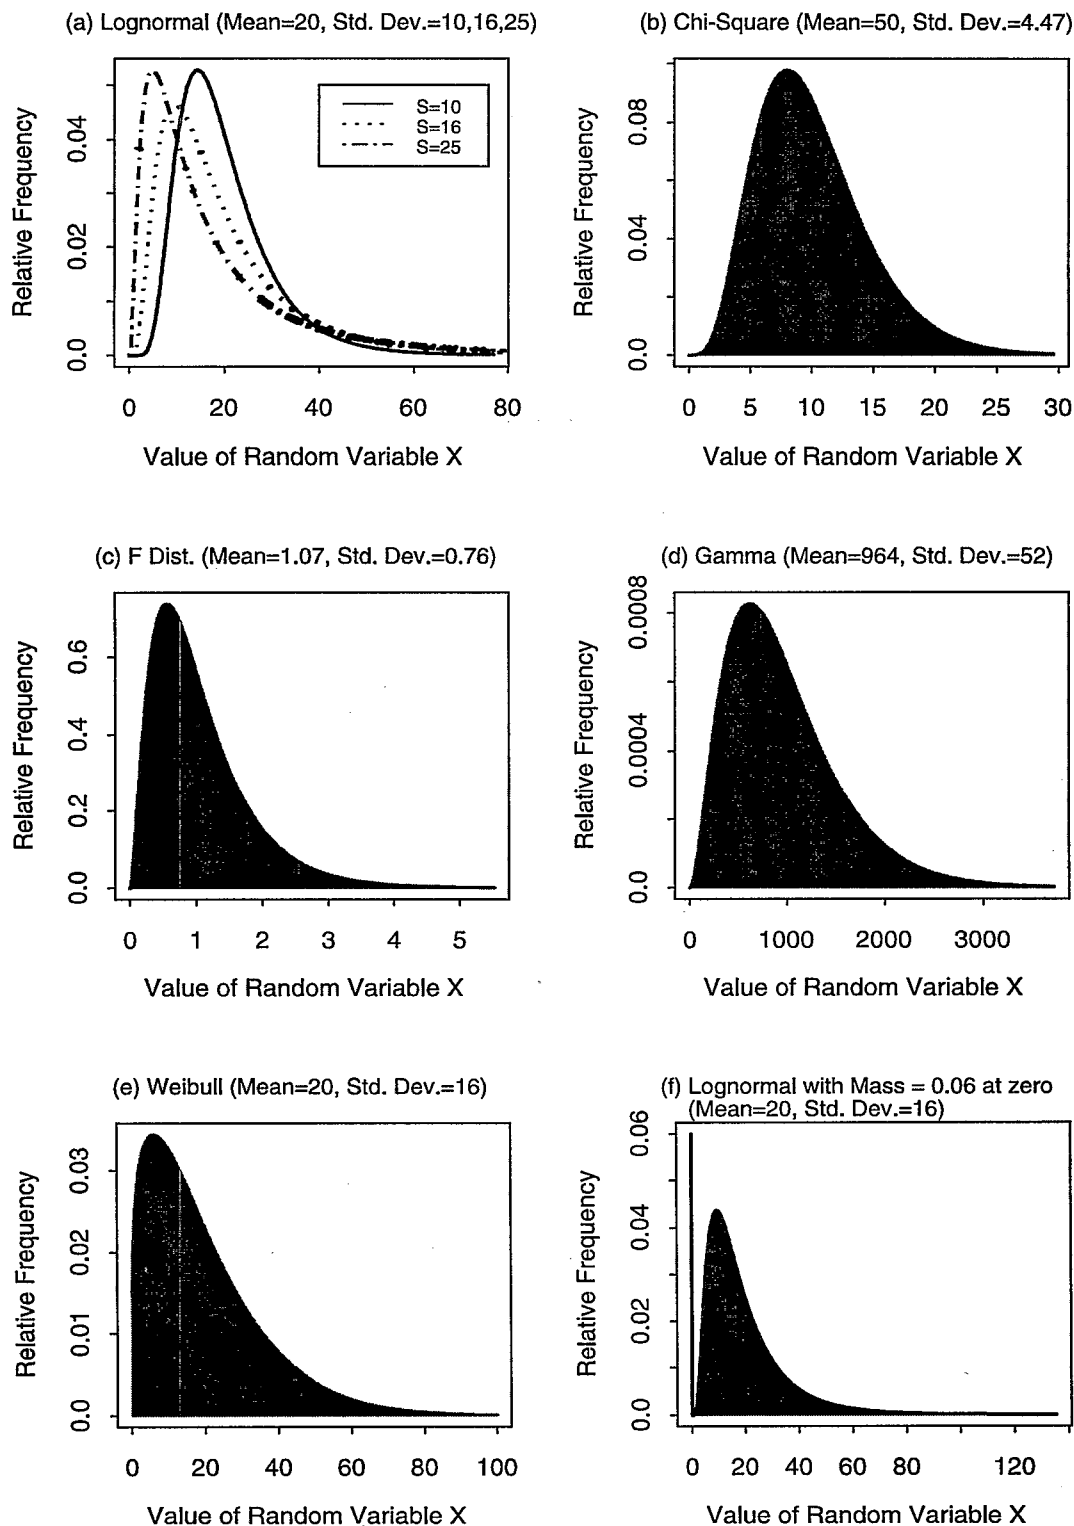 (a) Lognormal (Mean=20, Std. Dev.=10,16,25)
Relative Frequency
0.04
0.02
0.0
S=10
S=16
S=25
0 20 40 60 80
Value of Random Variable X
(b) Chi-Square (Mean=50, Std. Dev.=4.47)
Relative Frequency
0.08
0.04
0.0
0 5 10 15 20 25 30
Value of Random Variable X
(c) F Dist. (Mean=1.07, Std. Dev.=0.76)
Relative Frequency
0.6
0.4
0.2
0.0
0 1 2 3 4 5
Value of Random Variable X
(d) Gamma (Mean=964, Std. Dev.=52)
Relative Frequency
0.0008
0.0004
0.0
0 1000 2000 3000
Value of Random Variable X
(e) Weibull (Mean=20, Std. Dev.=16)
Relative Frequency
0.03
0.02
0.01
0.0
0 20 40 60 80 100
Value of Random Variable X
(f) Lognormal with Mass = 0.06 at zero
(Mean=20, Std. Dev.=16)
Relative Frequency
0.06
0.04
0.02
0.0
0 20 40 60 80 120
Value of Random Variable X